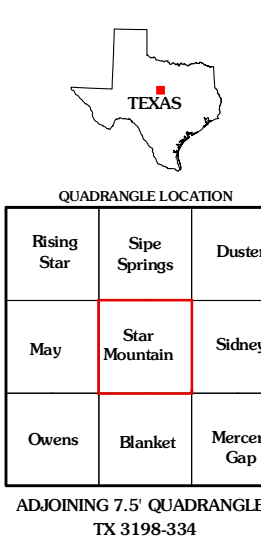 TEXAS
QUADRANGLE LOCATION
Rising Star
Sipe Springs
Duster
May
Star Mountain
Sidney
Owens
Blanket
Mercer Gap
ADJOINING 7.5' QUADRANGLE
TX 3198-334